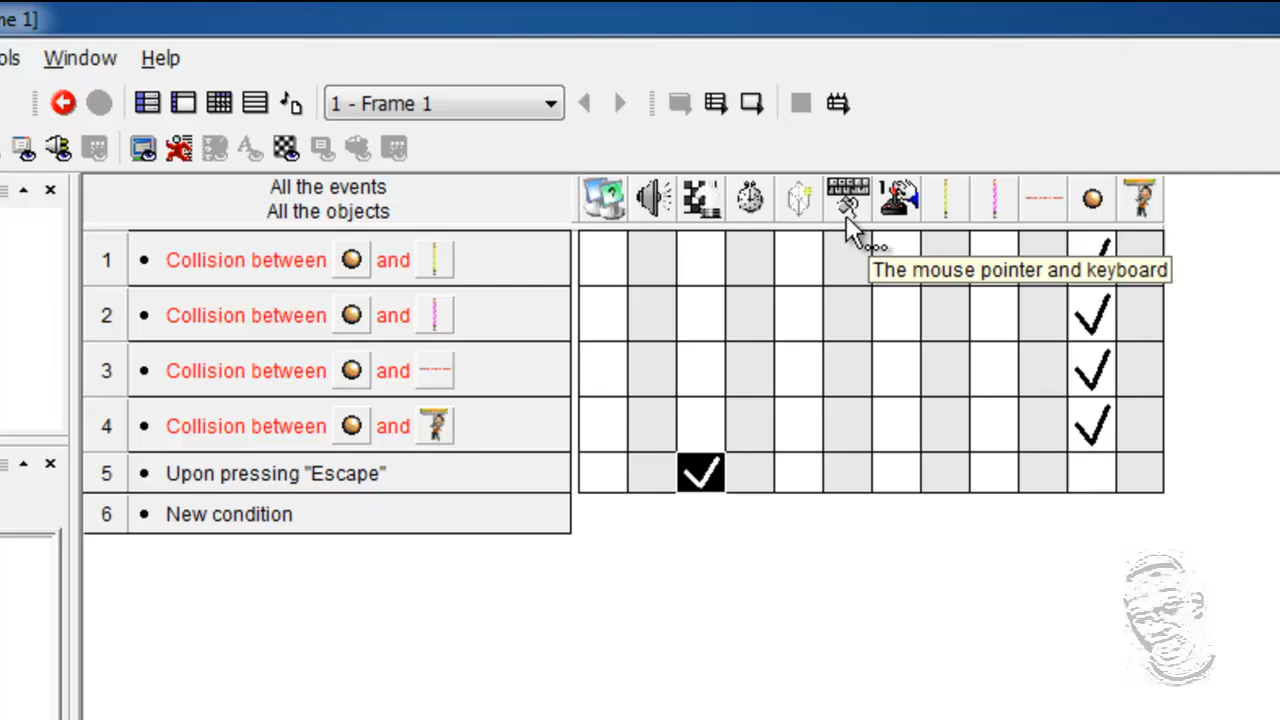 me 1]
ols Window Help
1 - Frame 1
All the events
All the objects
The mouse pointer and keyboard
1 • Collision between and
2 • Collision between and
3 • Collision between and
4 • Collision between and
5 • Upon pressing "Escape"
6 • New condition